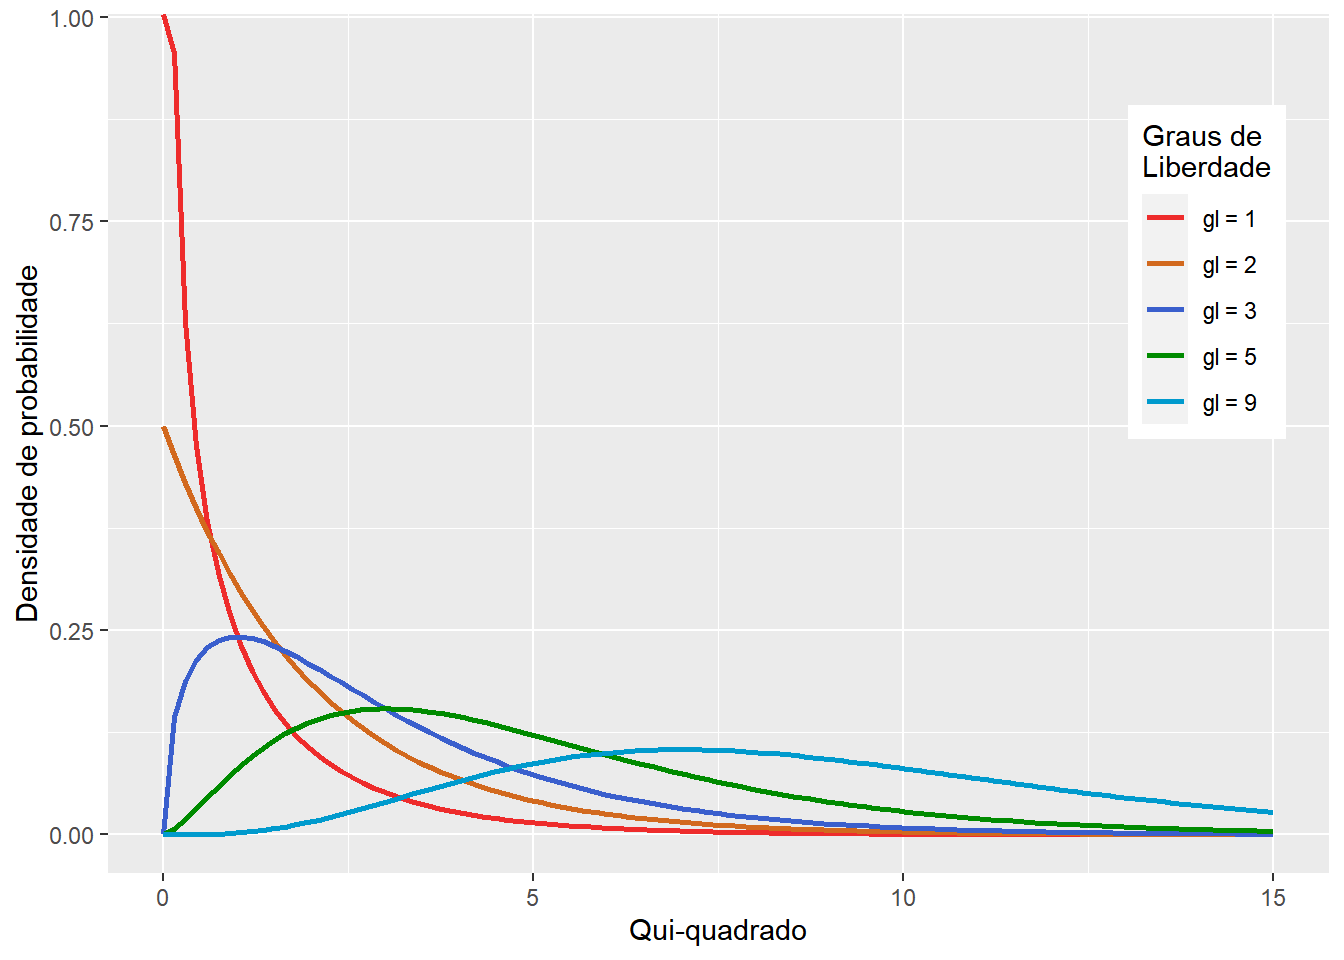 1.00
0.75
0.50
0.25
0.00
Densidade de probabilidade
0
5
10
15
Qui-quadrado
Graus de
Liberdade
gl = 1
gl = 2
gl = 3
gl = 5
gl = 9